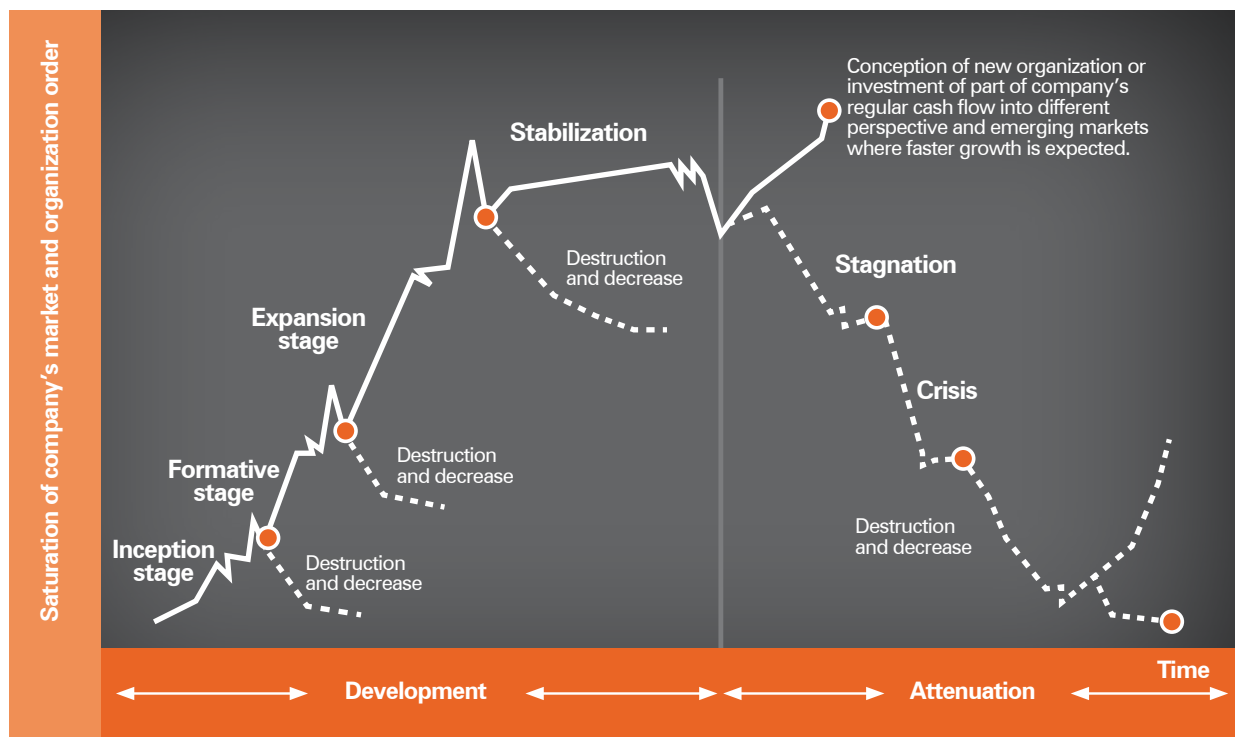 Saturation of company's market and organization order
Conception of new organization or
investment of part of company's
regular cash flow into different
perspective and emerging markets
where faster growth is expected.
Stabilization
Destruction
and decrease
Stagnation
Expansion
stage
Crisis
Destruction
and decrease
Formative
stage
Destruction
and decrease
Inception
stage
Destruction
and decrease
Time
Development
Attenuation